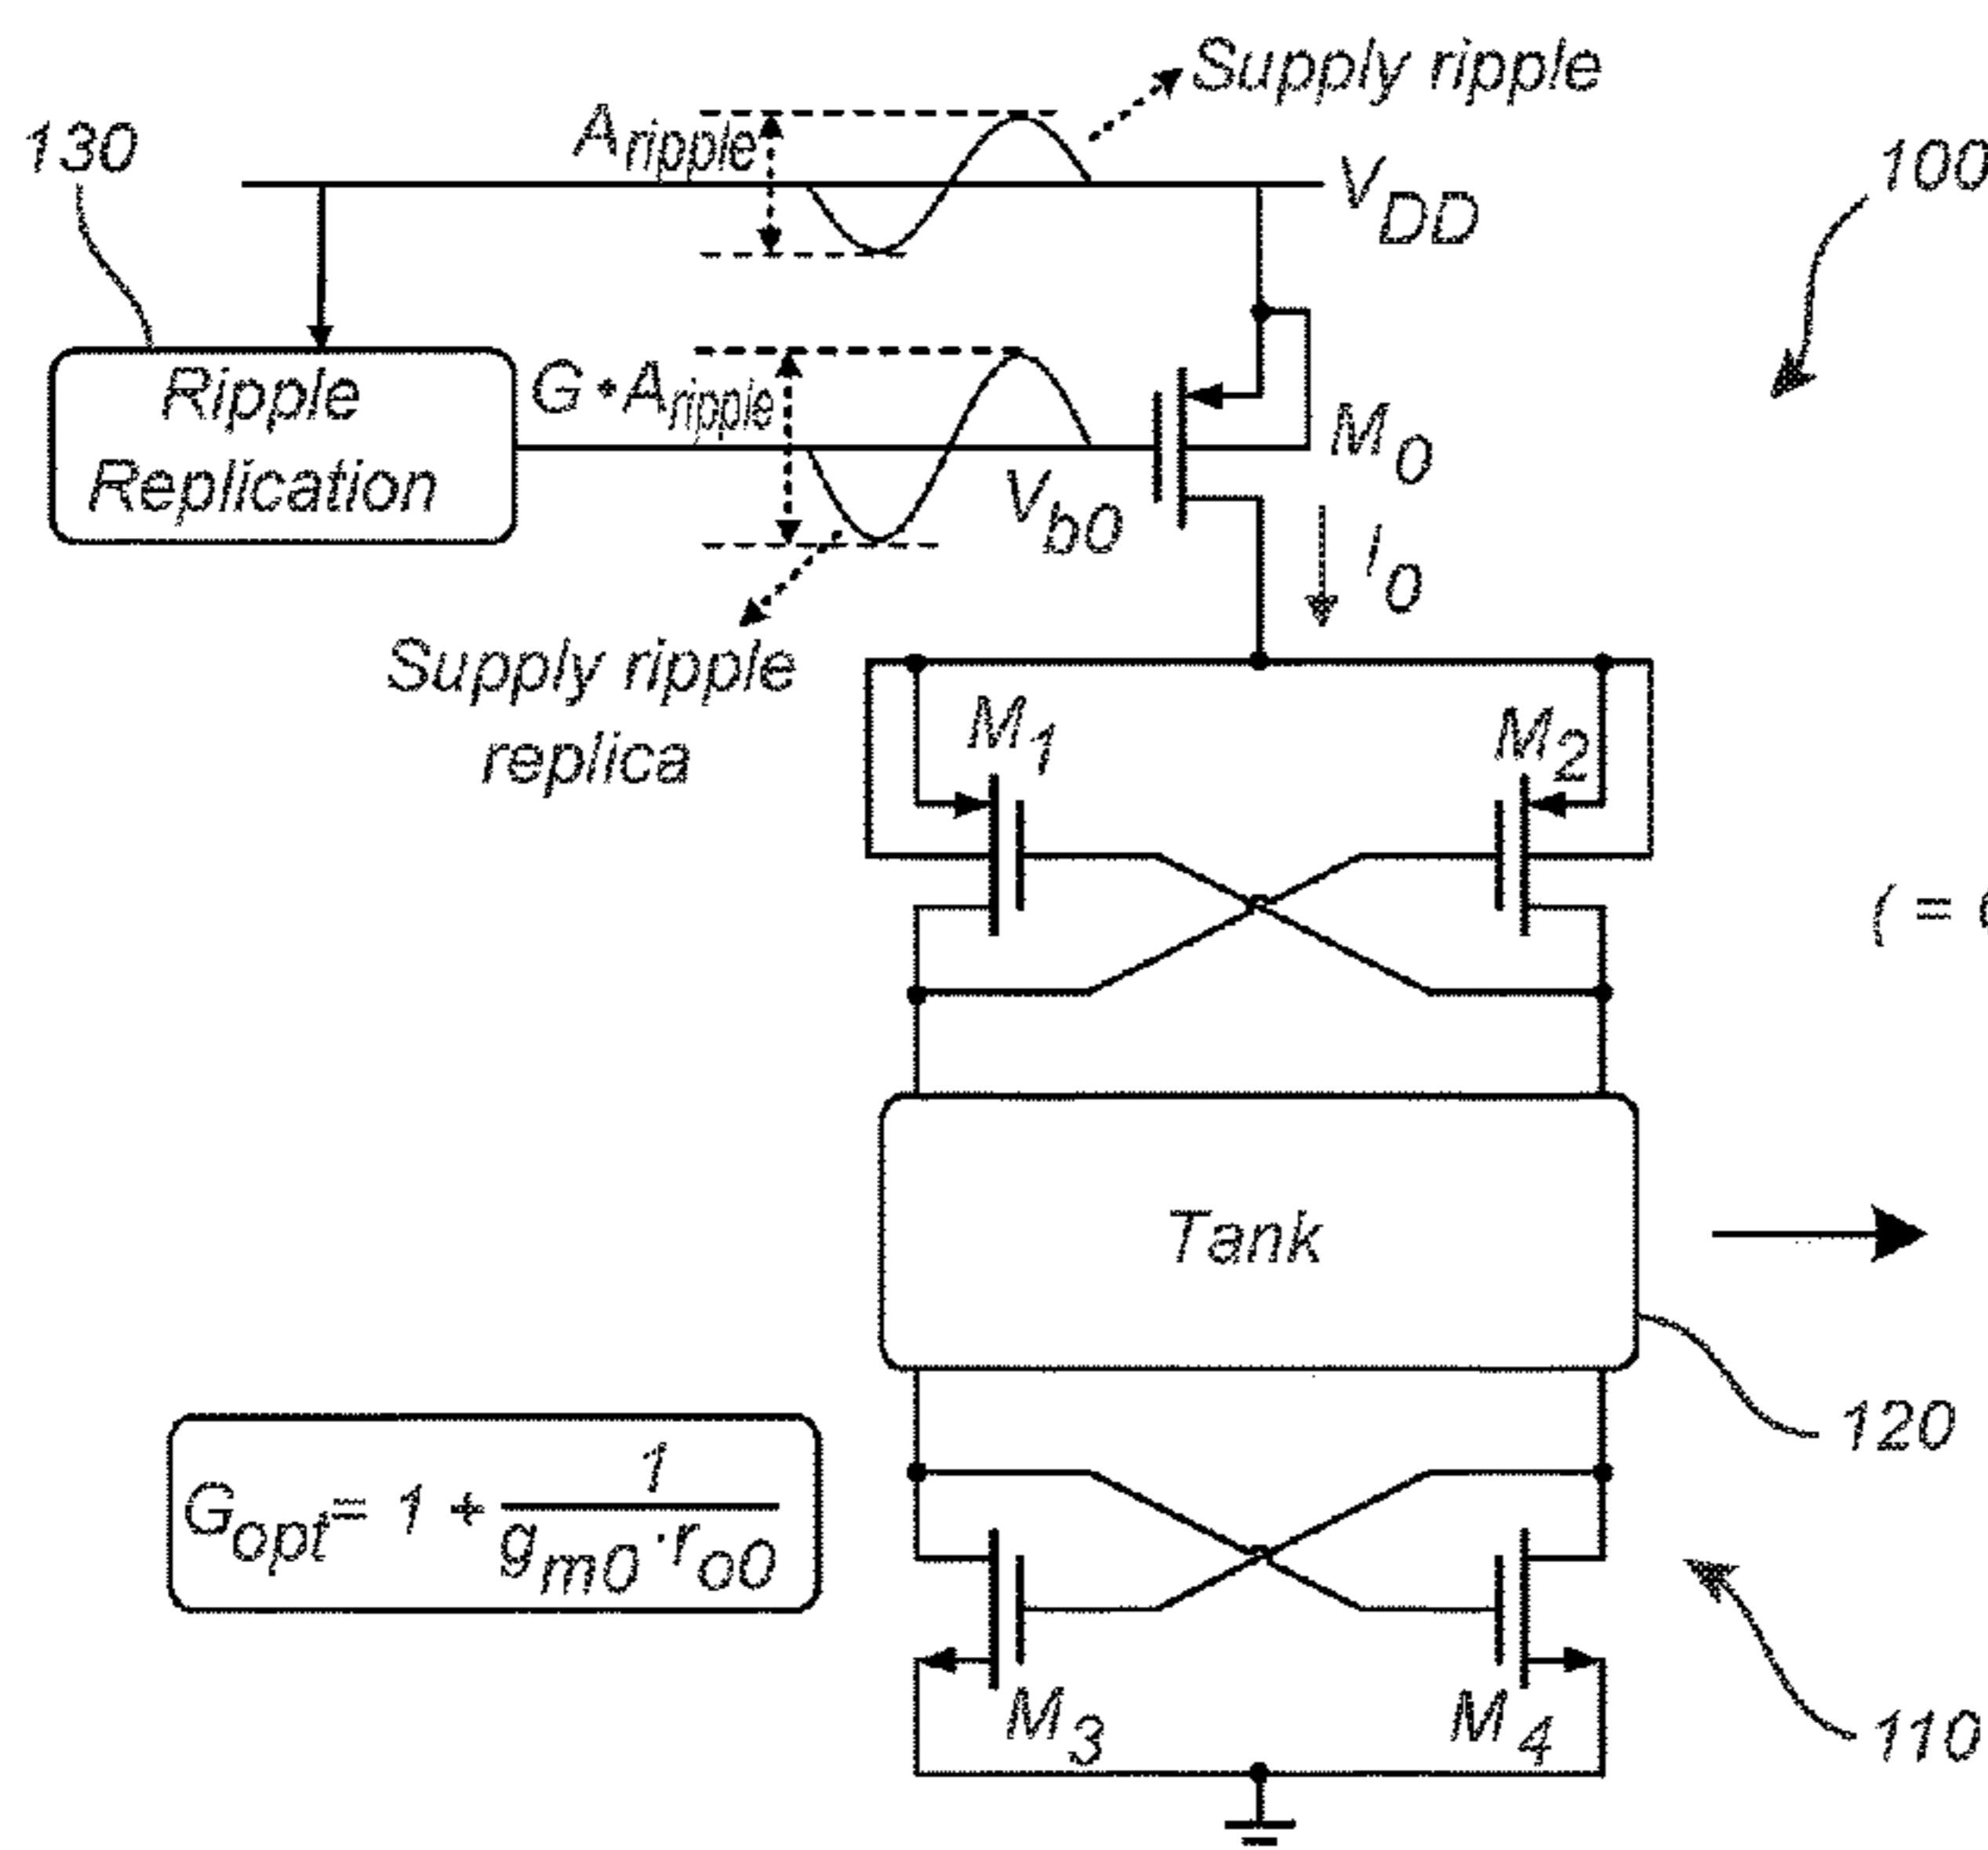 Supply ripple
130
A_ripple
100
V_DD
Ripple
Replication
G • A_ripple
M_0
V_b0
I_0
Supply ripple
replica
M_1
M_2
( =
Tank
120
G_opt = 1 + 1 / g_m0 · r_o0
M_3
M_4
110